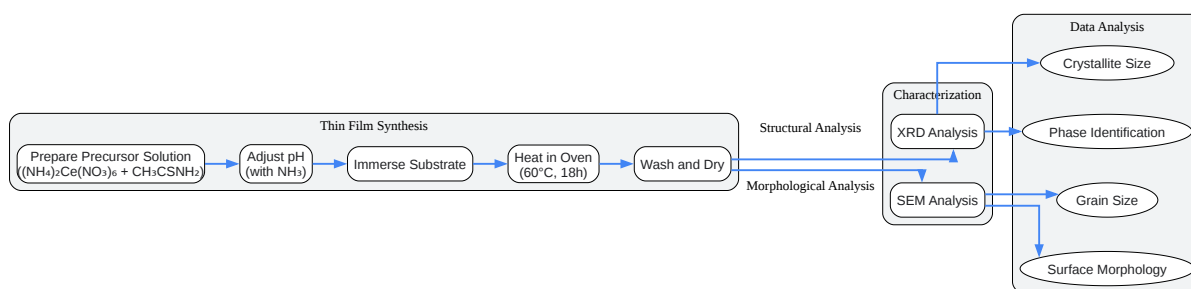 Thin Film Synthesis
Prepare Precursor Solution
((NH₄)₂Ce(NO₃)₆ + CH₃CSNH₂)
Adjust pH
(with NH₃)
Immerse Substrate
Heat in Oven
(60°C, 18h)
Wash and Dry
Structural Analysis
Morphological Analysis
Characterization
XRD Analysis
SEM Analysis
Data Analysis
Crystallite Size
Phase Identification
Grain Size
Surface Morphology